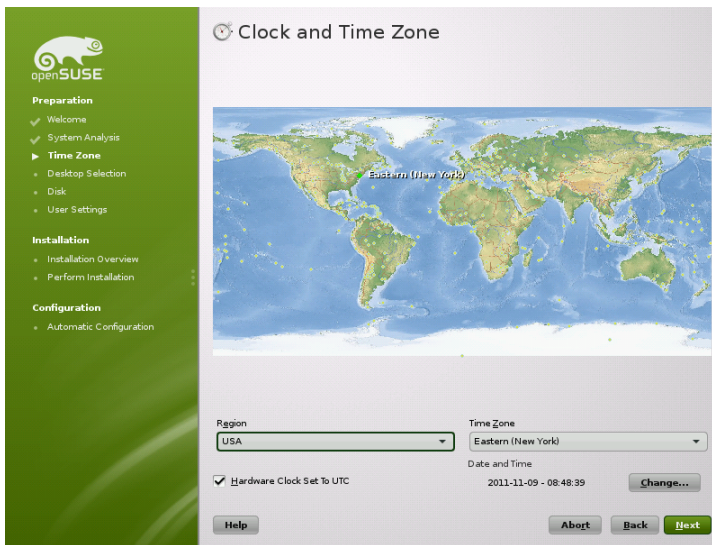 openSUSE
Preparation
Welcome
System Analysis
Time Zone
Desktop Selection
Disk
User Settings
Installation
Installation Overview
Perform Installation
Configuration
Automatic Configuration
Clock and Time Zone
Eastern (New York)
Region
Time Zone
USA
Eastern (New York)
Date and Time
Hardware Clock Set To UTC
2011-11-09 - 08:48:39
Change...
Help
Abort
Back
Next